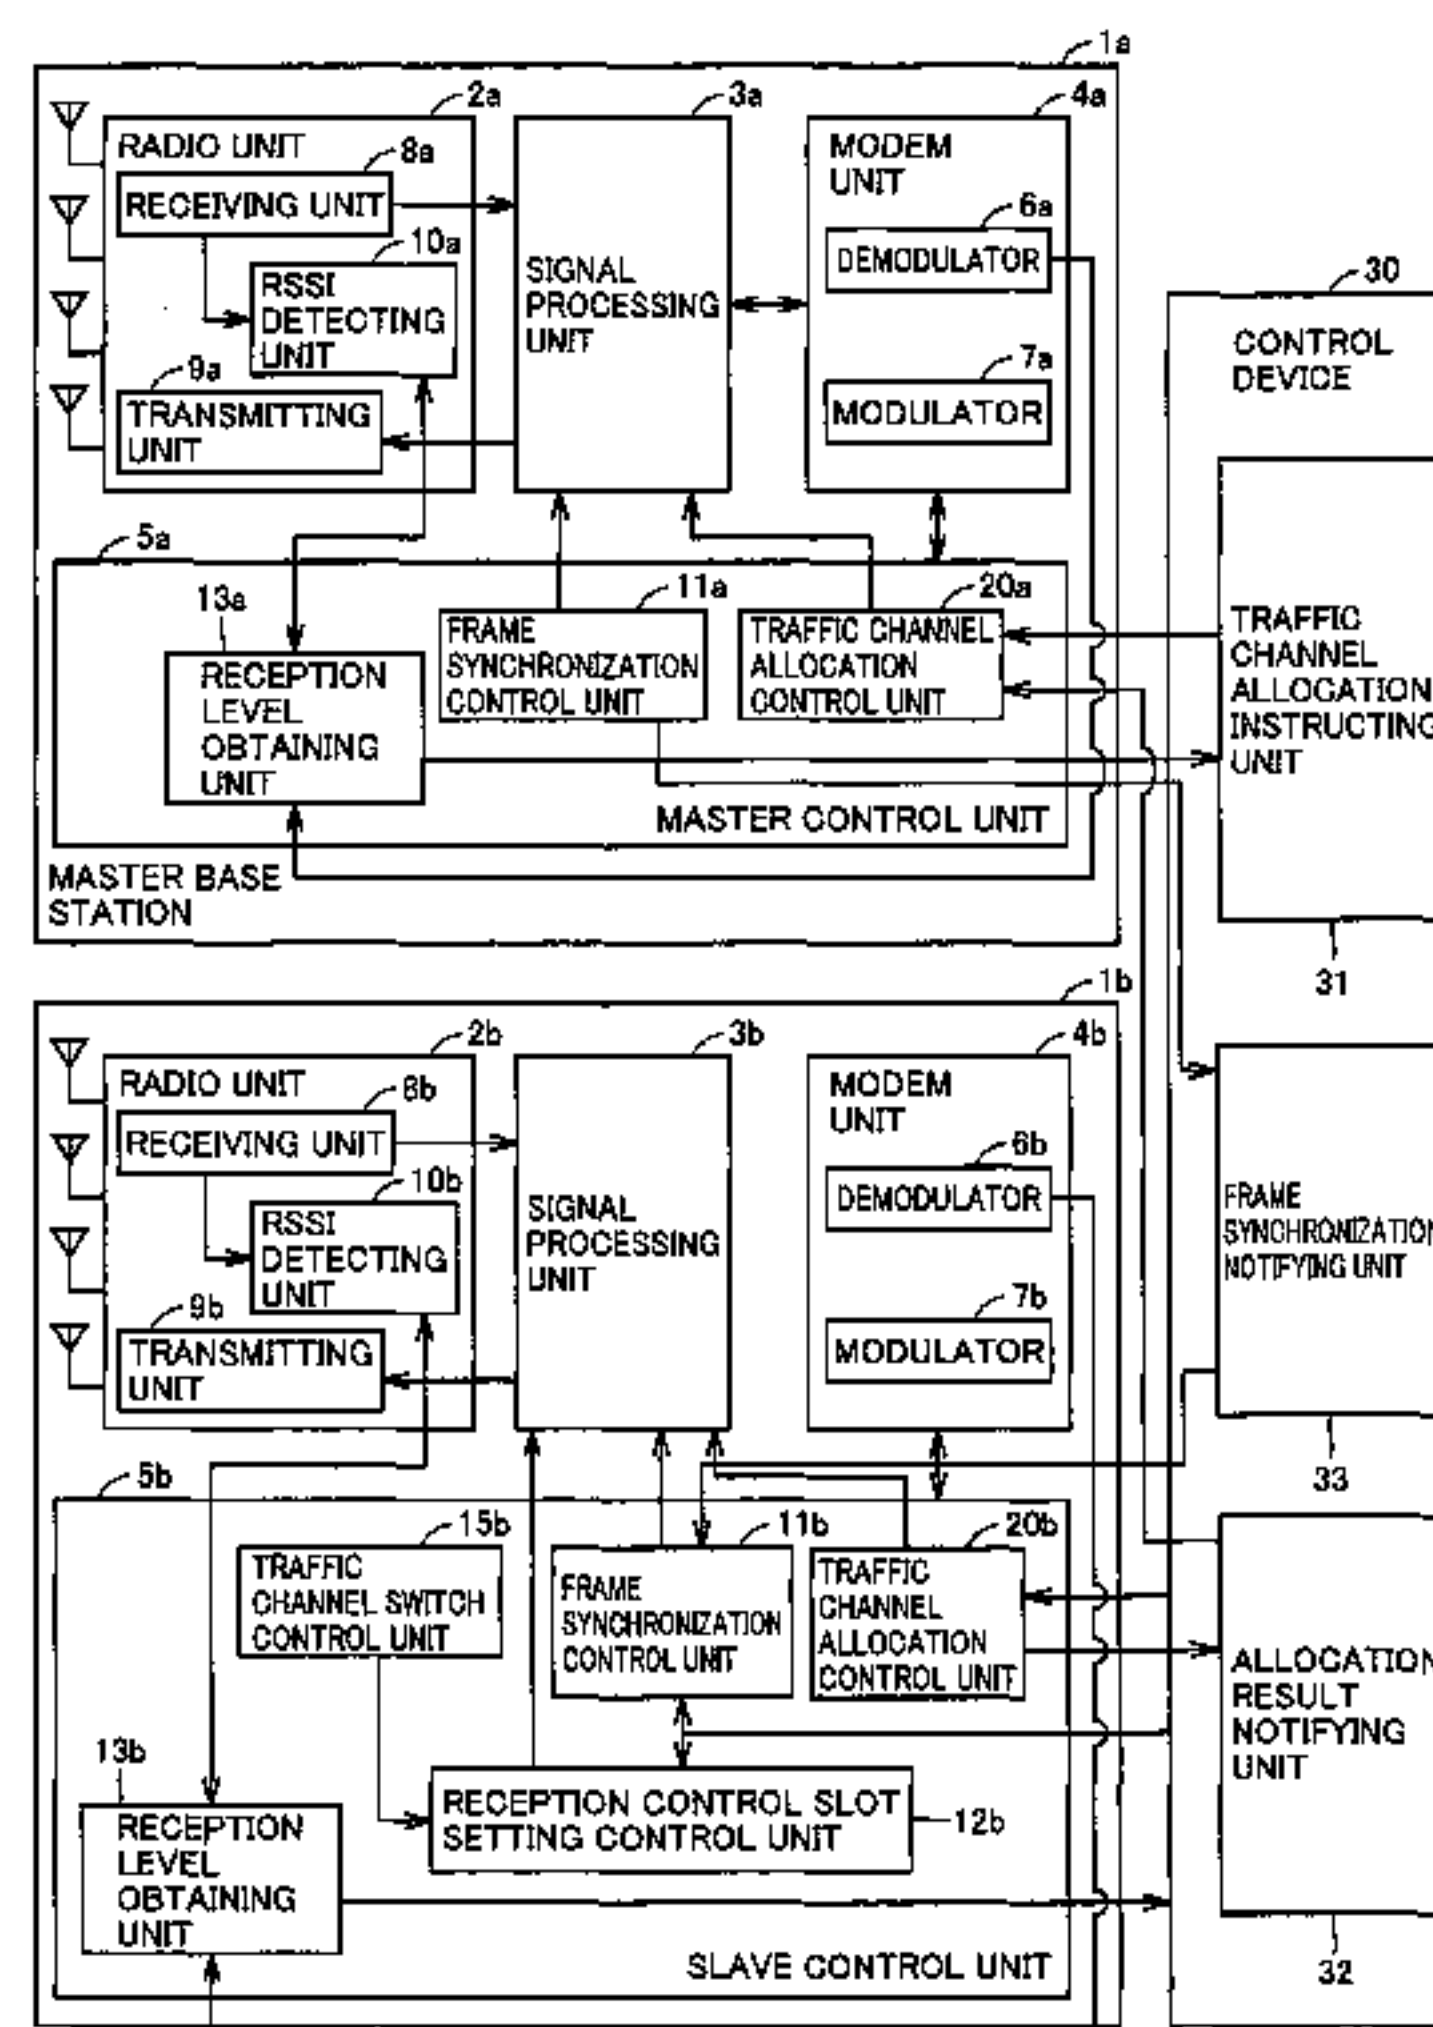 1a
2a
3a
4a
RADIO UNIT
8a
RECEIVING UNIT
10a
RSSI
DETECTING
UNIT
9a
TRANSMITTING
UNIT
SIGNAL
PROCESSING
UNIT
MODEM
UNIT
6a
DEMODULATOR
7a
MODULATOR
5a
13a
RECEPTION
LEVEL
OBTAINING
UNIT
11a
FRAME
SYNCHRONIZATION
CONTROL UNIT
20a
TRAFFIC CHANNEL
ALLOCATION
CONTROL UNIT
MASTER CONTROL UNIT
MASTER BASE
STATION
30
CONTROL
DEVICE
TRAFFIC
CHANNEL
ALLOCATION
INSTRUCTING
UNIT
31
1b
2b
3b
4b
RADIO UNIT
8b
RECEIVING UNIT
10b
RSSI
DETECTING
UNIT
9b
TRANSMITTING
UNIT
SIGNAL
PROCESSING
UNIT
MODEM
UNIT
6b
DEMODULATOR
7b
MODULATOR
FRAME
SYNCHRONIZATION
NOTIFYING UNIT
33
5b
15b
TRAFFIC
CHANNEL SWITCH
CONTROL UNIT
11b
FRAME
SYNCHRONIZATION
CONTROL UNIT
20b
TRAFFIC
CHANNEL
ALLOCATION
CONTROL UNIT
13b
RECEPTION
LEVEL
OBTAINING
UNIT
RECEPTION CONTROL SLOT
SETTING CONTROL UNIT
12b
SLAVE CONTROL UNIT
ALLOCATION
RESULT
NOTIFYING
UNIT
32